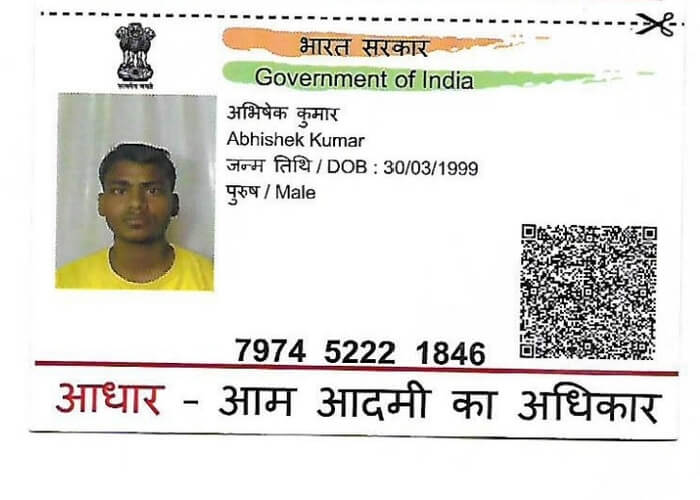 भारत सरकार
Government of India
सत्यमेव जयते
अभिषेक कुमार
Abhishek Kumar
जन्म तिथि / DOB : 30/03/1999
पुरुष / Male
7974 5222 1846
आधार - आम आदमी का अधिकार